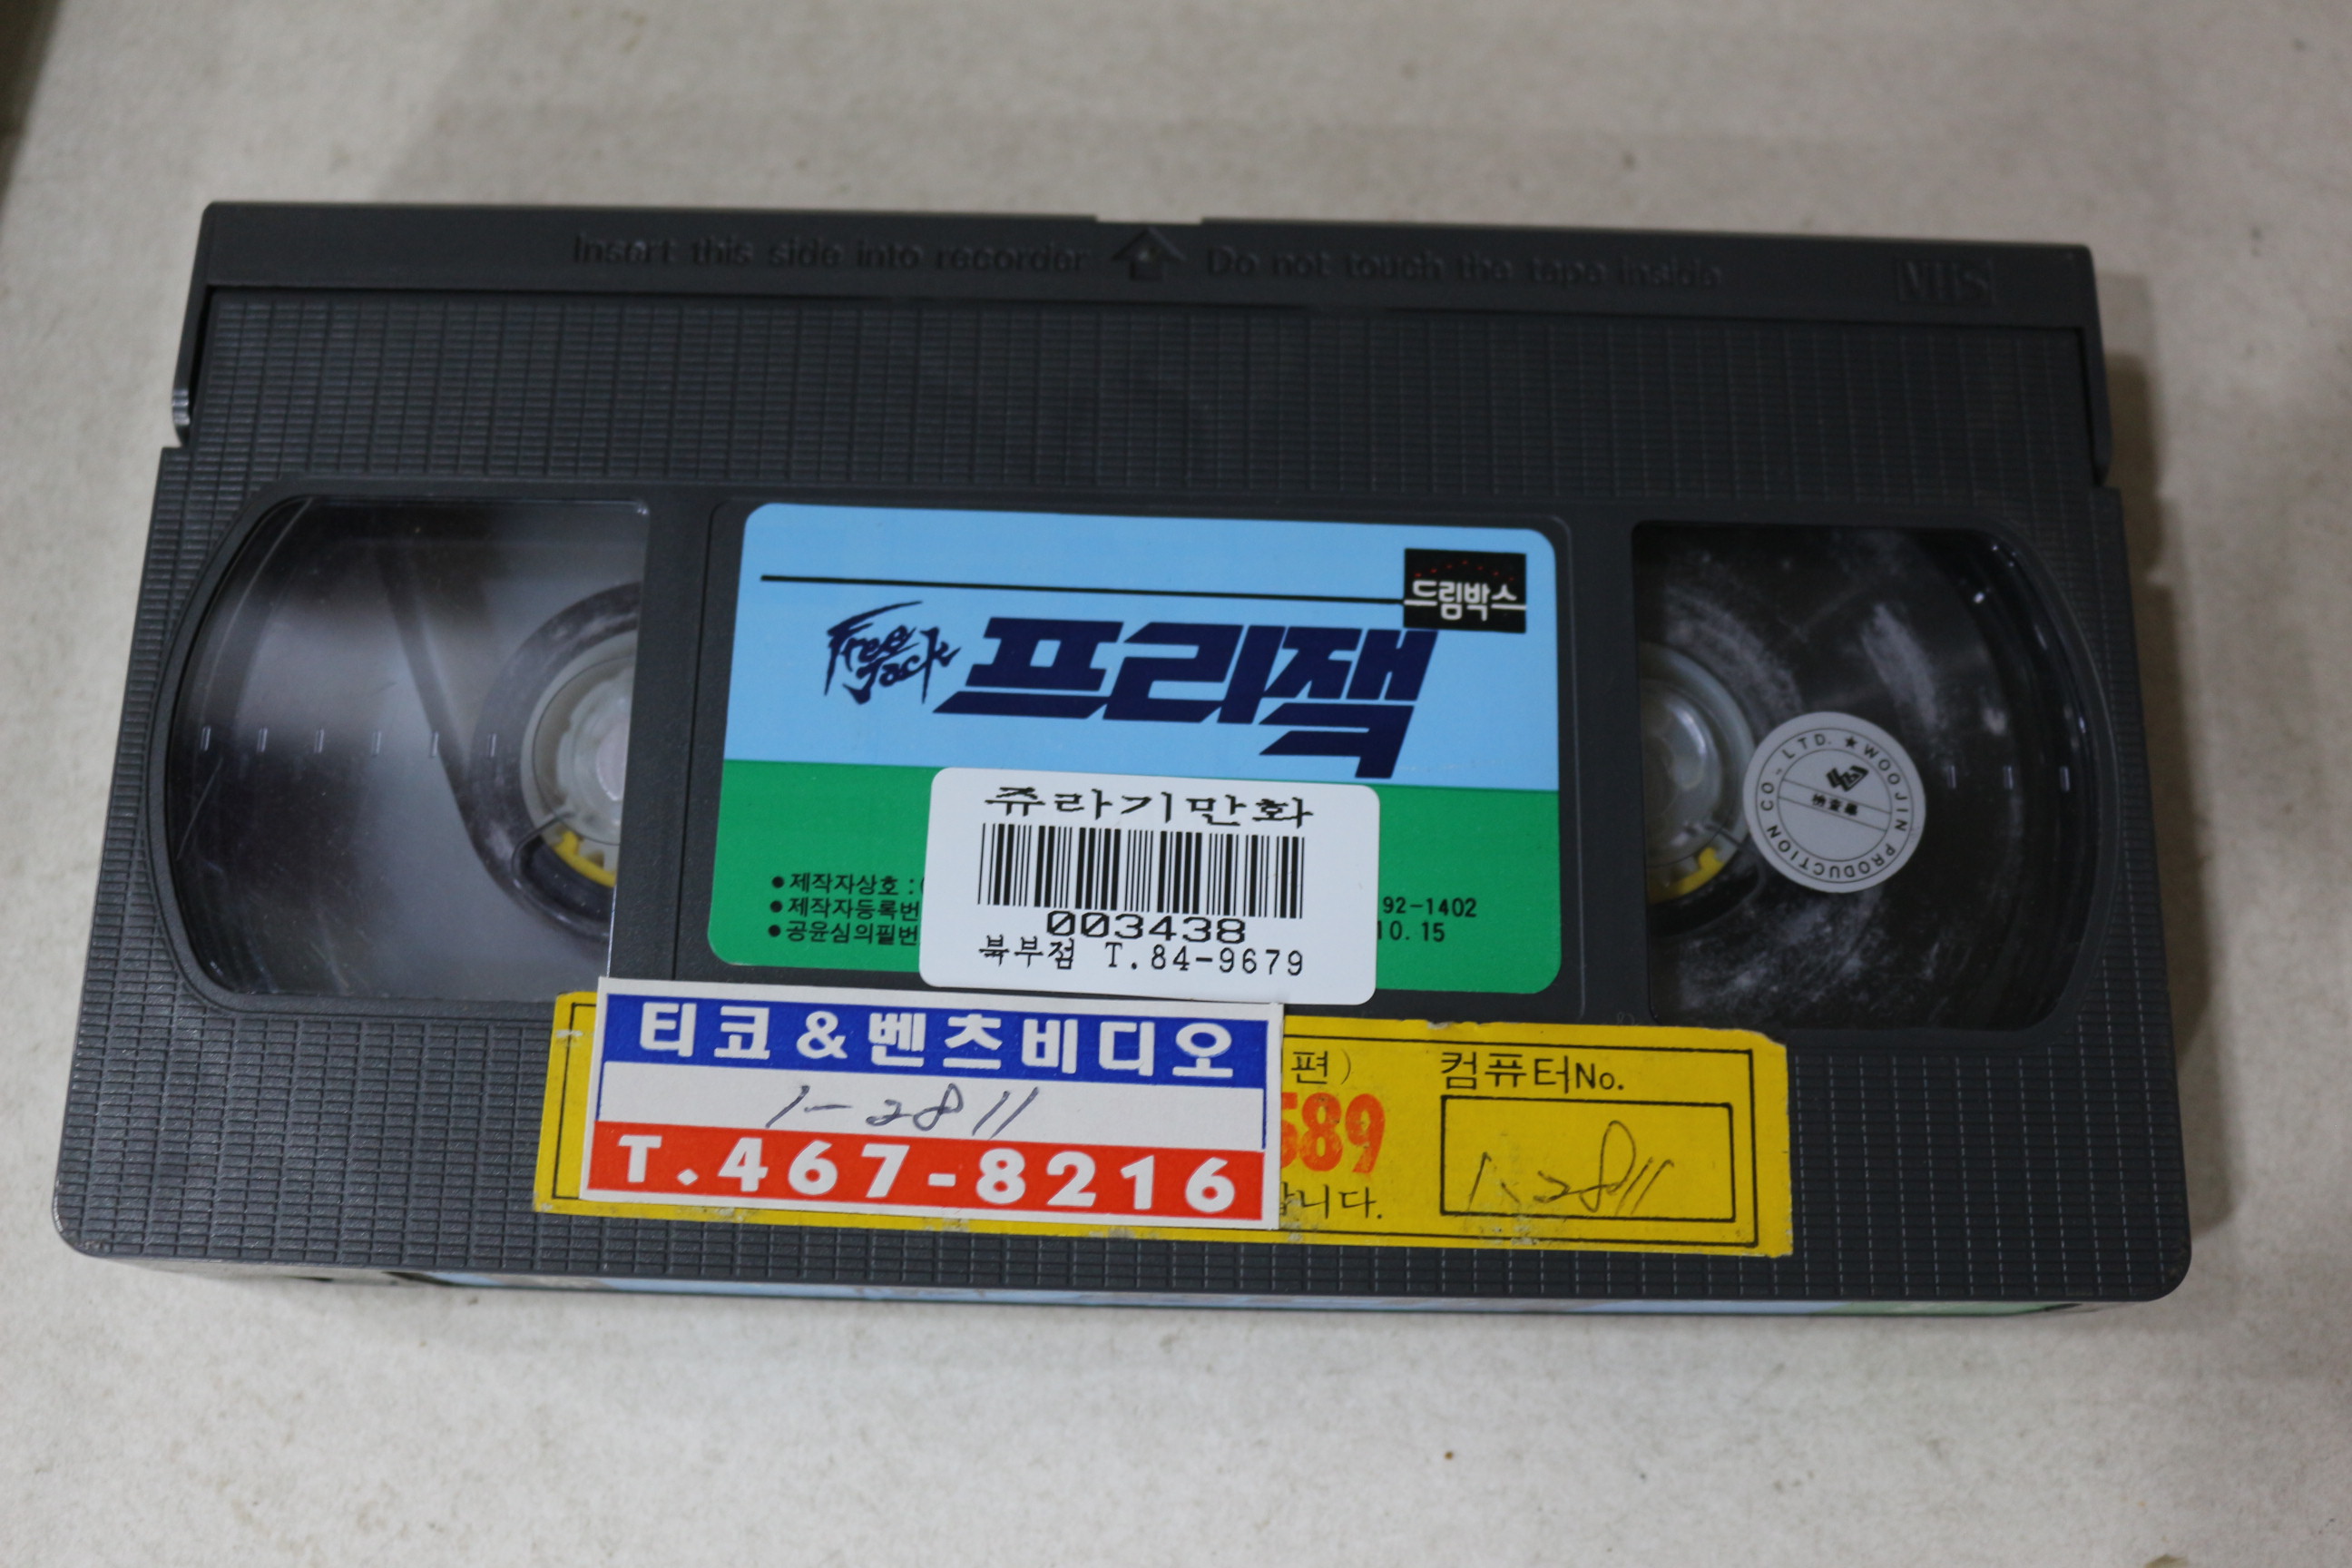 Insert this side into recorder
Do not touch the tape inside
VHS
드림박스
Free Jack
프리잭
쥬라기만화
003438
북부점 T.84-9679
●제작자상호 :
●제작자등록번
●공윤심의필번
92-1402
10.15
WOOJIN PRODUCTION CO., LTD. ★
티코&벤츠비디오
1-2811
T.467-8216
편)
589
니다.
컴퓨터No.
1-2811